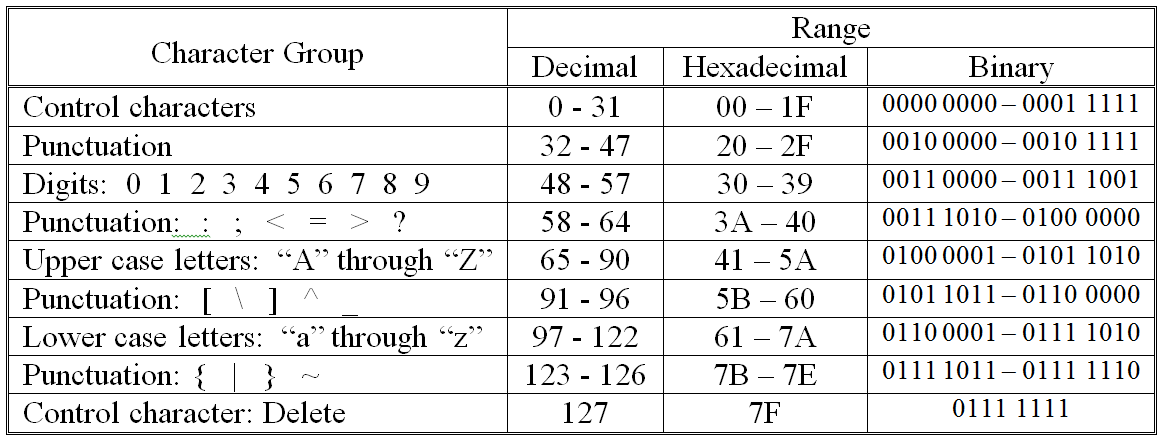 Character Group Range
Decimal Hexadecimal Binary
Control characters 0 - 31 00 – 1F 0000 0000 – 0001 1111
Punctuation 32 - 47 20 – 2F 0010 0000 – 0010 1111
Digits: 0 1 2 3 4 5 6 7 8 9 48 - 57 30 – 39 0011 0000 – 0011 1001
Punctuation: : ; < = > ? 58 - 64 3A – 40 0011 1010 – 0100 0000
Upper case letters: “A” through “Z” 65 - 90 41 – 5A 0100 0001 – 0101 1010
Punctuation: [ \ ] ^ _ 91 - 96 5B – 60 0101 1011 – 0110 0000
Lower case letters: “a” through “z” 97 - 122 61 – 7A 0110 0001 – 0111 1010
Punctuation: { | } ~ 123 - 126 7B – 7E 0111 1011 – 0111 1110
Control character: Delete 127 7F 0111 1111